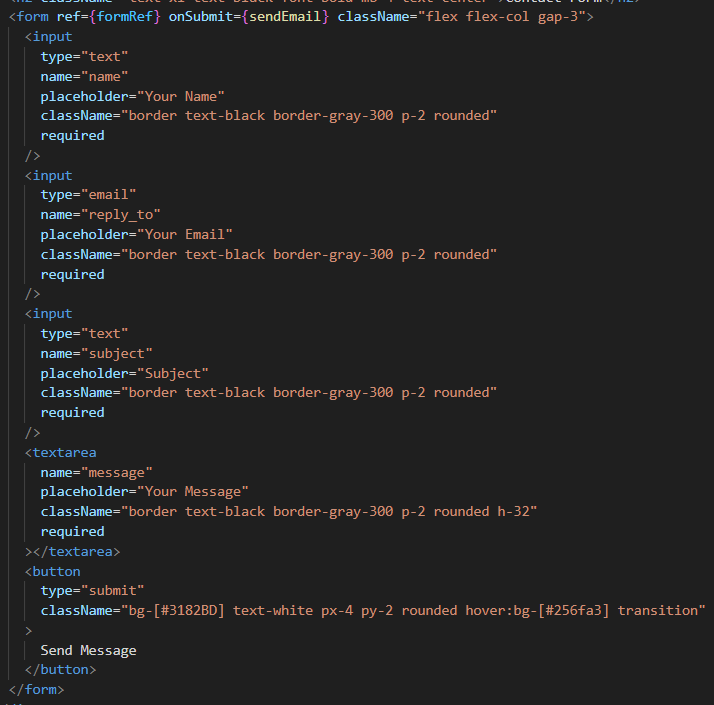 <form ref={formRef} onSubmit={sendEmail} className="flex flex-col gap-3">
<input
type="text"
name="name"
placeholder="Your Name"
className="border text-black border-gray-300 p-2 rounded"
required
/>
<input
type="email"
name="reply_to"
placeholder="Your Email"
className="border text-black border-gray-300 p-2 rounded"
required
/>
<input
type="text"
name="subject"
placeholder="Subject"
className="border text-black border-gray-300 p-2 rounded"
required
/>
<textarea
name="message"
placeholder="Your Message"
className="border text-black border-gray-300 p-2 rounded h-32"
required
></textarea>
<button
type="submit"
className="bg-[#3182BD] text-white px-4 py-2 rounded hover:bg-[#256fa3] transition"
>
Send Message
</button>
</form>